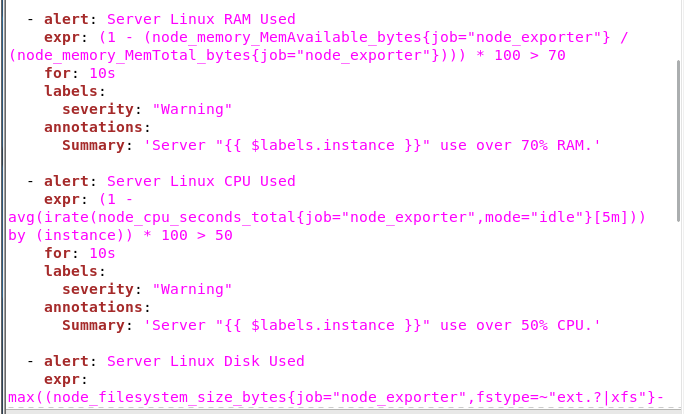 - alert: Server Linux RAM Used
expr: (1 - (node_memory_MemAvailable_bytes{job="node_exporter"} /
(node_memory_MemTotal_bytes{job="node_exporter"}))) * 100 > 70
for: 10s
labels:
severity: "Warning"
annotations:
Summary: 'Server "{{ $labels.instance }}" use over 70% RAM.'
- alert: Server Linux CPU Used
expr: (1 -
avg(irate(node_cpu_seconds_total{job="node_exporter",mode="idle"}[5m]))
by (instance)) * 100 > 50
for: 10s
labels:
severity: "Warning"
annotations:
Summary: 'Server "{{ $labels.instance }}" use over 50% CPU.'
- alert: Server Linux Disk Used
expr:
max((node_filesystem_size_bytes{job="node_exporter",fstype=~"ext.?|xfs"}-